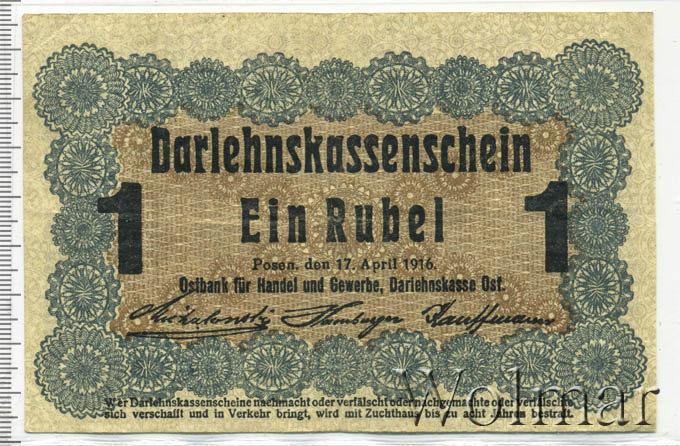 Darlehnskassenschein
1 Ein Rubel 1
Posen, den 17. April 1916.
Ostbank für Handel und Gewerbe, Darlehnskasse Ost.
Hamburger Kauffmann
Wer Darlehnskassenscheine nachmacht oder verfälscht oder nachgemachte oder verfälschte
sich verschafft und in Verkehr bringt, wird mit Zuchthaus bis zu acht Jahren bestraft.
Wolmar